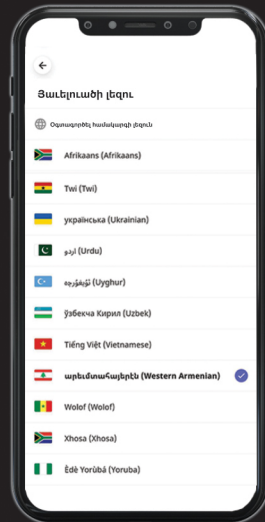 Յաւելուածի լեզու
Օգտագործել համակարգի լեզուն
Afrikaans (Afrikaans)
Twi (Twi)
українська (Ukrainian)
اردو (Urdu)
ئۇيغۇرچە (Uyghur)
ўзбекча Кирил (Uzbek)
Tiếng Việt (Vietnamese)
արեւմտահայերէն (Western Armenian)
Wolof (Wolof)
Xhosa (Xhosa)
Èdè Yorùbá (Yoruba)